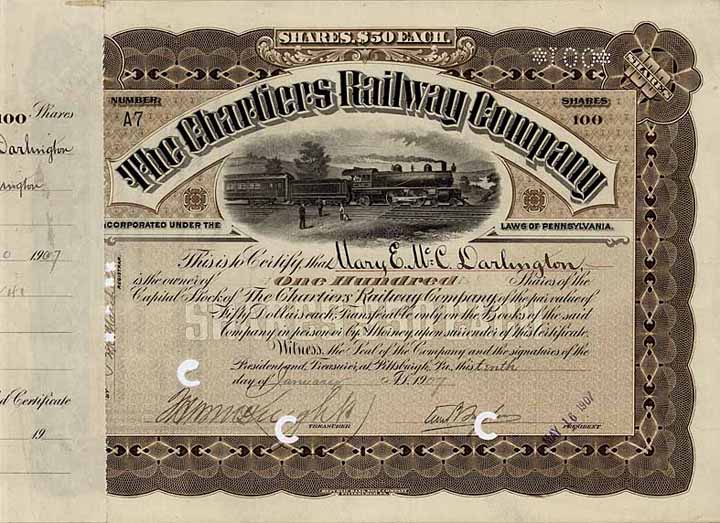 SHARES, $50 EACH.
*100*
SHARES
NUMBER:
A7
SHARES:
100
The Chartiers Railway Company
INCORPORATED UNDER THE
LAWS OF PENNSYLVANIA.
This is to Certify that Mary E. McC. Darlington
is the owner of One Hundred Shares of the
Capital Stock of The Chartiers Railway Company of the par value of
Fifty Dollars each, Transferable only on the Books of the said
Company in person or by Attorney upon surrender of this Certificate.
Witness, the Seal of the Company and the signatures of the
President and Treasurer, at Pittsburgh, Pa. this tenth
day of January A.D. 1907
TREASURER
PRESIDENT
MAY 16 1907
REGISTRAR
100 Shares
Darlington
ington
1907
d Certificate
19